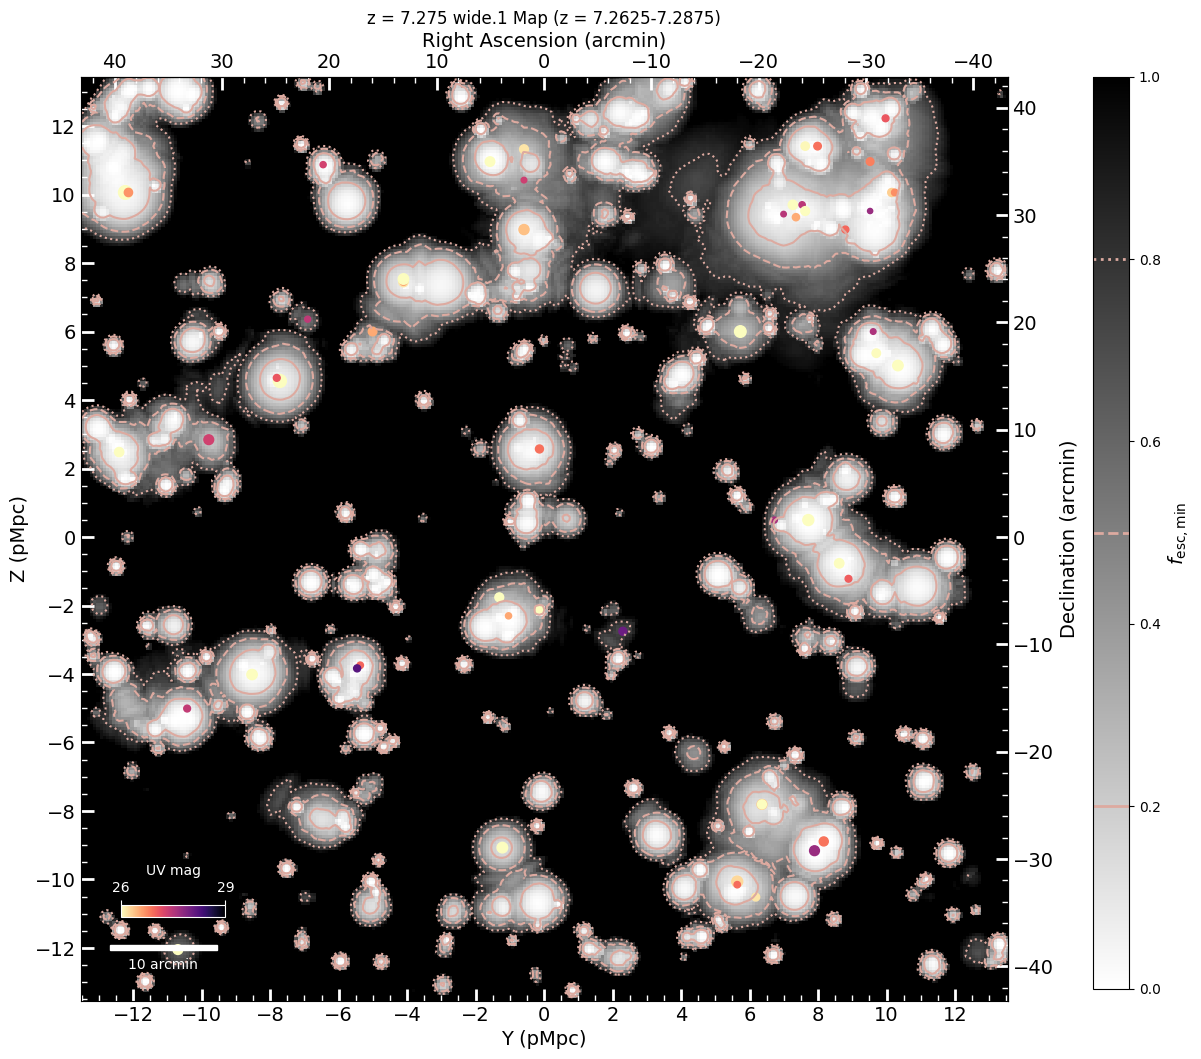 z = 7.275 wide.1 Map (z = 7.2625-7.2875)
Right Ascension (arcmin)
40 30 20 10 0 −10 −20 −30 −40
12 10 8 6 4 2 0 −2 −4 −6 −8 −10 −12
Z (pMpc)
UV mag
26 29
10 arcmin
−12 −10 −8 −6 −4 −2 0 2 4 6 8 10 12
Y (pMpc)
40 30 20 10 0 −10 −20 −30 −40
Declination (arcmin)
1.0 0.8 0.6 0.4 0.2 0.0
fesc, min